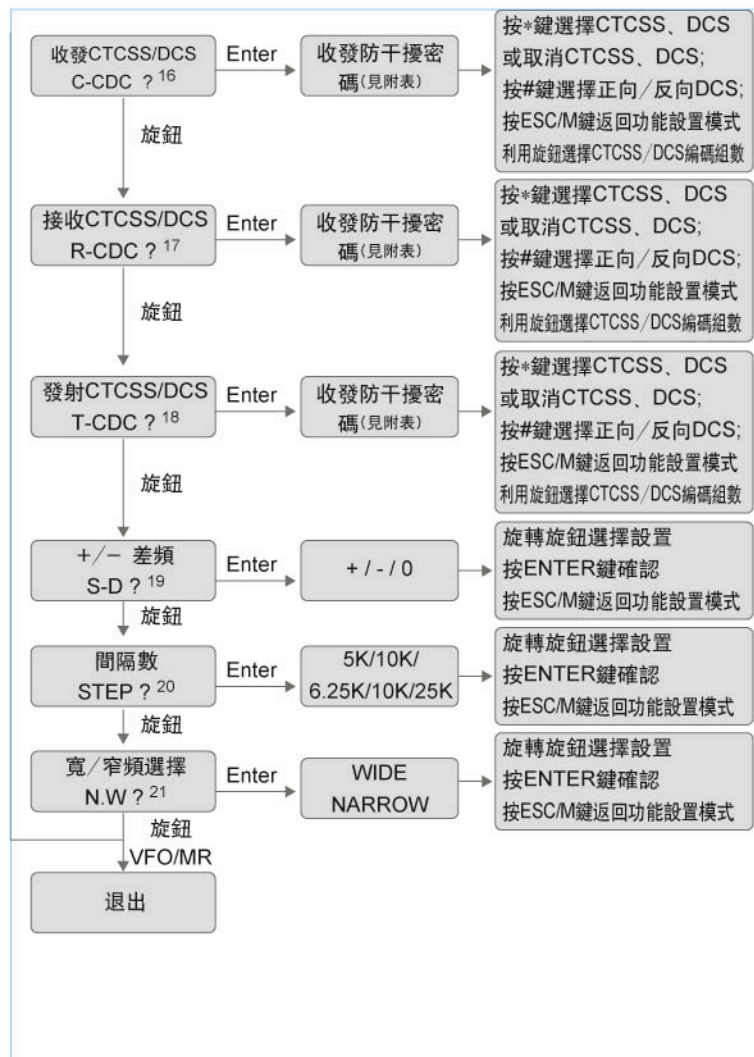 收發CTCSS/DCS
C-CDC ? 16
Enter
收發防干擾密
碼(見附表)
按*鍵選擇CTCSS、DCS
或取消CTCSS、DCS;
按#鍵選擇正向/反向DCS;
按ESC/M鍵返回功能設置模式
利用旋鈕選擇CTCSS/DCS編碼組數
旋鈕
接收CTCSS/DCS
R-CDC ? 17
Enter
收發防干擾密
碼(見附表)
按*鍵選擇CTCSS、DCS
或取消CTCSS、DCS;
按#鍵選擇正向/反向DCS;
按ESC/M鍵返回功能設置模式
利用旋鈕選擇CTCSS/DCS編碼組數
旋鈕
發射CTCSS/DCS
T-CDC ? 18
Enter
收發防干擾密
碼(見附表)
按*鍵選擇CTCSS、DCS
或取消CTCSS、DCS;
按#鍵選擇正向/反向DCS;
按ESC/M鍵返回功能設置模式
利用旋鈕選擇CTCSS/DCS編碼組數
旋鈕
+/− 差頻
S-D ? 19
Enter
+ / - / 0
旋轉旋鈕選擇設置
按ENTER鍵確認
按ESC/M鍵返回功能設置模式
旋鈕
間隔數
STEP ? 20
Enter
5K/10K/
6.25K/10K/25K
旋轉旋鈕選擇設置
按ENTER鍵確認
按ESC/M鍵返回功能設置模式
旋鈕
寬/窄頻選擇
N.W ? 21
Enter
WIDE
NARROW
旋轉旋鈕選擇設置
按ENTER鍵確認
按ESC/M鍵返回功能設置模式
旋鈕
VFO/MR
退出